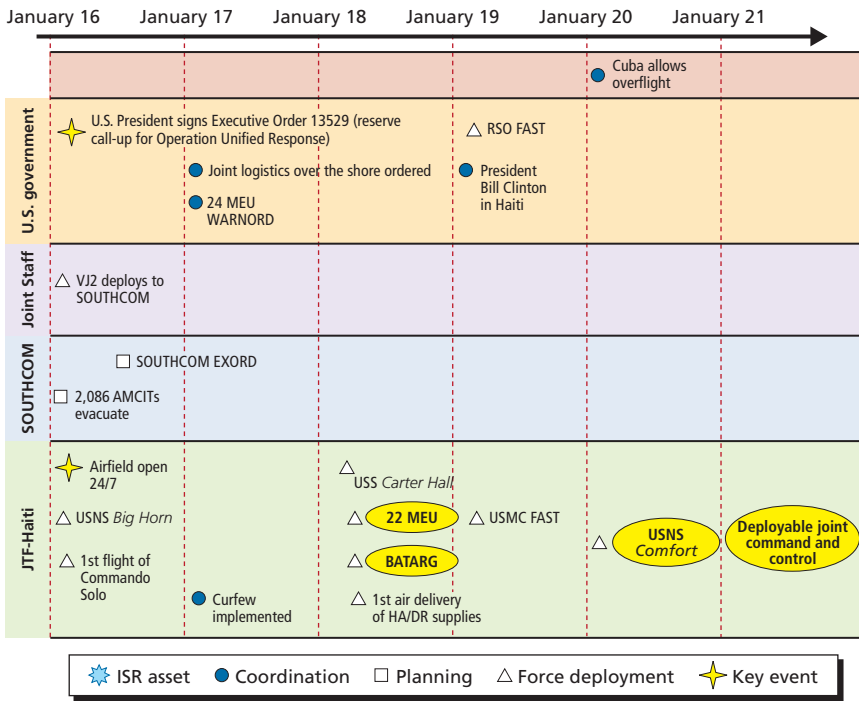 January 16 January 17 January 18 January 19 January 20 January 21
Cuba allows
overflight
U.S. government
U.S. President signs Executive Order 13529 (reserve
call-up for Operation Unified Response)
RSO FAST
Joint logistics over the shore ordered
President
Bill Clinton
in Haiti
24 MEU
WARNORD
Joint Staff
VJ2 deploys to
SOUTHCOM
SOUTHCOM
SOUTHCOM EXORD
2,086 AMCITs
evacuate
JTF-Haiti
Airfield open
24/7
USS Carter Hall
USNS Big Horn
22 MEU
USMC FAST
USNS
Comfort
Deployable joint
command and
control
1st flight of
Commando
Solo
BATARG
Curfew
implemented
1st air delivery
of HA/DR supplies
ISR asset Coordination Planning Force deployment Key event